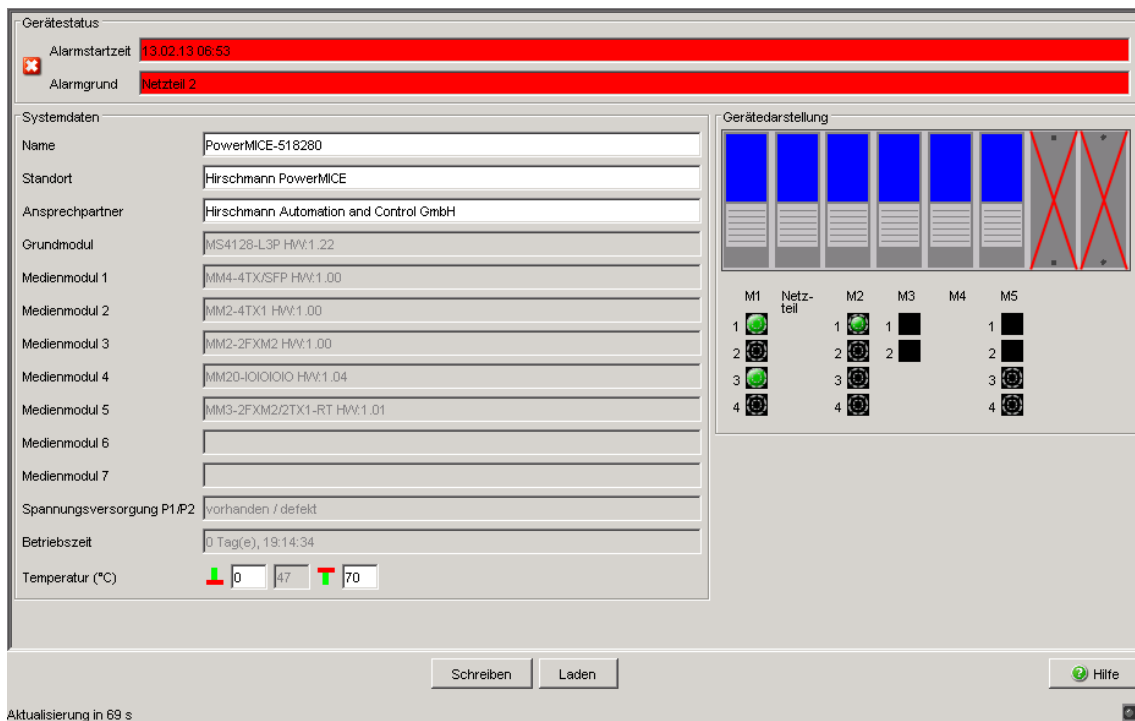 Gerätestatus
Alarmstartzeit 13.02.13 06:53
Alarmgrund Netzteil 2
Systemdaten
Name PowerMICE-518280
Standort Hirschmann PowerMICE
Ansprechpartner Hirschmann Automation and Control GmbH
Grundmodul MS4128-L3P HW:1.22
Medienmodul 1 MM4-4TX/SFP HW:1.00
Medienmodul 2 MM2-4TX1 HW:1.00
Medienmodul 3 MM2-2FXM2 HW:1.00
Medienmodul 4 MM20-IOIOIOIO HW:1.04
Medienmodul 5 MM3-2FXM2/2TX1-RT HW:1.01
Medienmodul 6
Medienmodul 7
Spannungsversorgung P1/P2 vorhanden / defekt
Betriebszeit 0 Tag(e), 19:14:34
Temperatur (°C) 0 47 70
Gerätedarstellung
M1 Netz- M2 M3 M4 M5
teil
1 1 1 1
2 2 2 2
3 3 3
4 4 4
Schreiben Laden Hilfe
Aktualisierung in 69 s